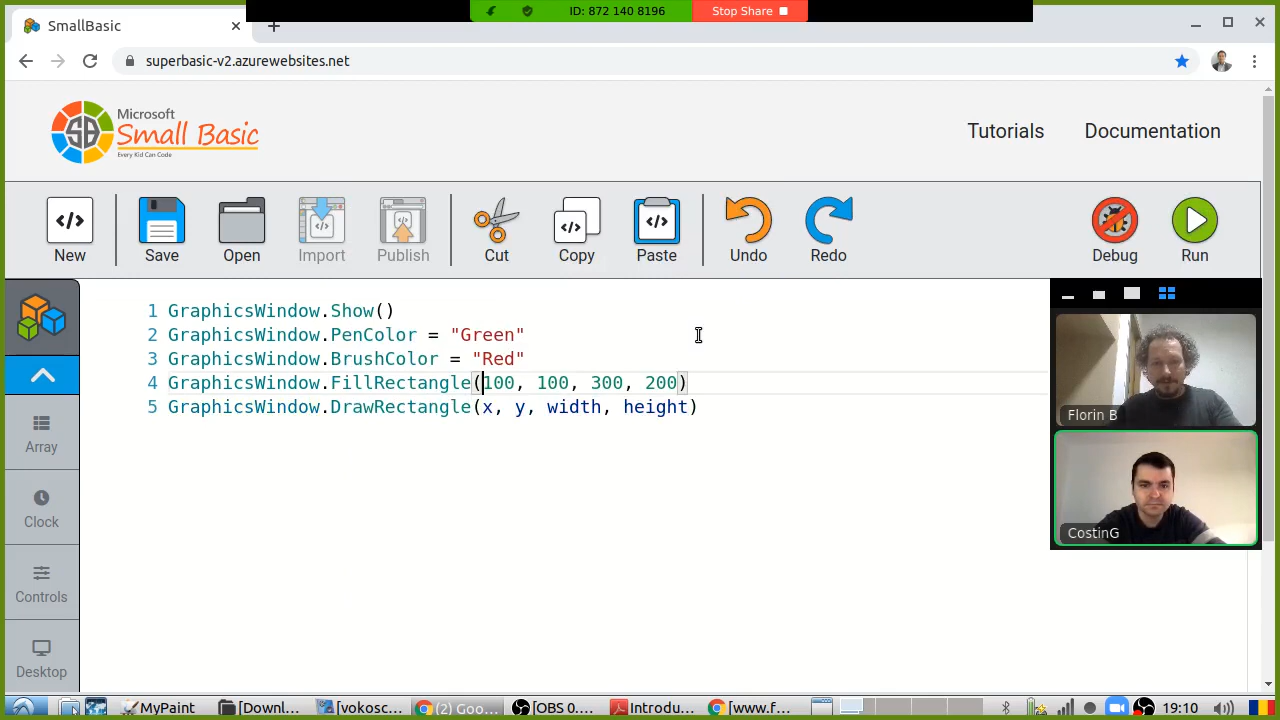 ID: 872 140 8196
Stop Share
SmallBasic
superbasic-v2.azurewebsites.net
Microsoft
Small Basic
Every Kid Can Code
Tutorials
Documentation
New
Save
Open
Import
Publish
Cut
Copy
Paste
Undo
Redo
Debug
Run
1 GraphicsWindow.Show()
2 GraphicsWindow.PenColor = "Green"
3 GraphicsWindow.BrushColor = "Red"
4 GraphicsWindow.FillRectangle(100, 100, 300, 200)
5 GraphicsWindow.DrawRectangle(x, y, width, height)
Array
Clock
Controls
Desktop
Florin B
CostinG
MyPaint
[Downl...
[vokosc...
(2) Goo...
[OBS 0....
Introdu...
[www.f...
19:10